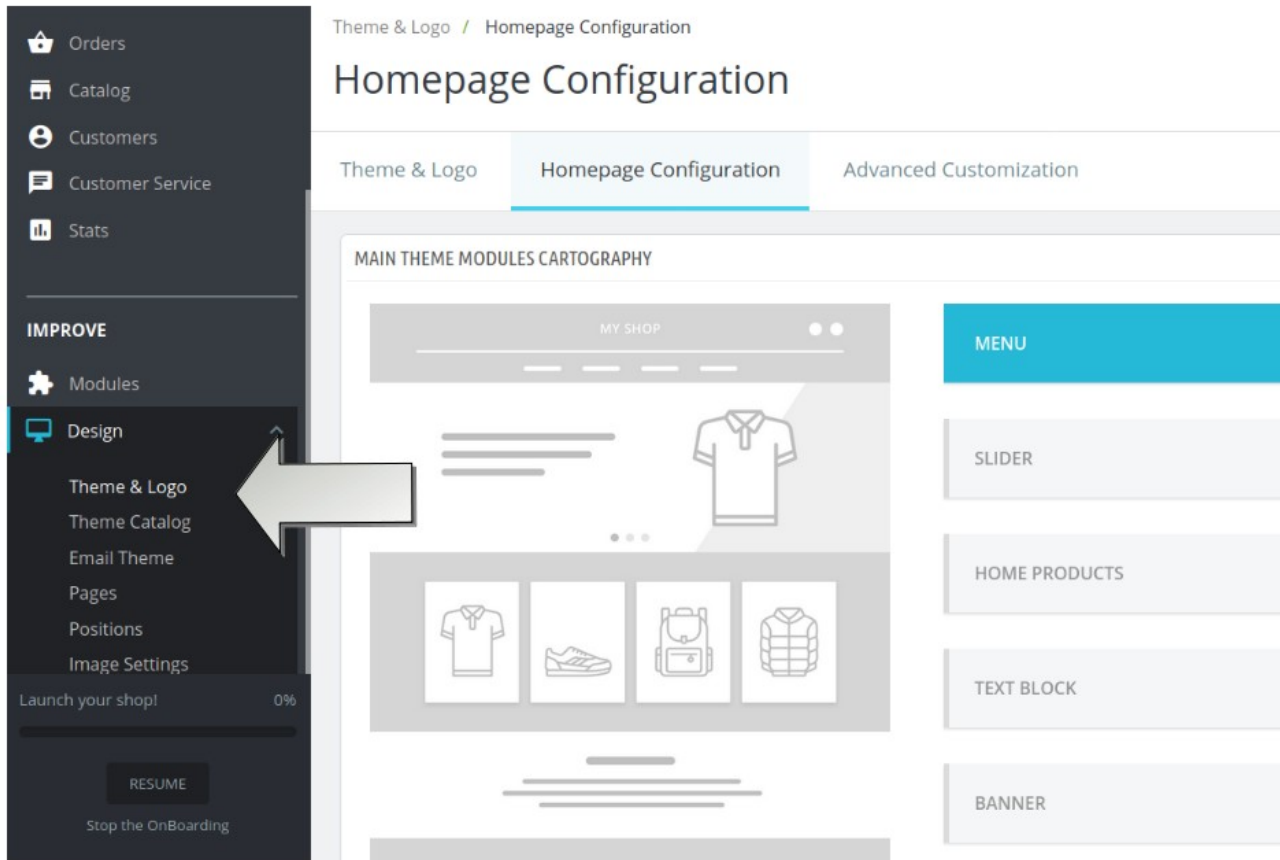 Orders
Catalog
Customers
Customer Service
Stats
IMPROVE
Modules
Design
Theme & Logo
Theme Catalog
Email Theme
Pages
Positions
Image Settings
Launch your shop! 0%
RESUME
Stop the OnBoarding
Theme & Logo / Homepage Configuration
Homepage Configuration
Theme & Logo Homepage Configuration Advanced Customization
MAIN THEME MODULES CARTOGRAPHY
MY SHOP
MENU
SLIDER
HOME PRODUCTS
TEXT BLOCK
BANNER